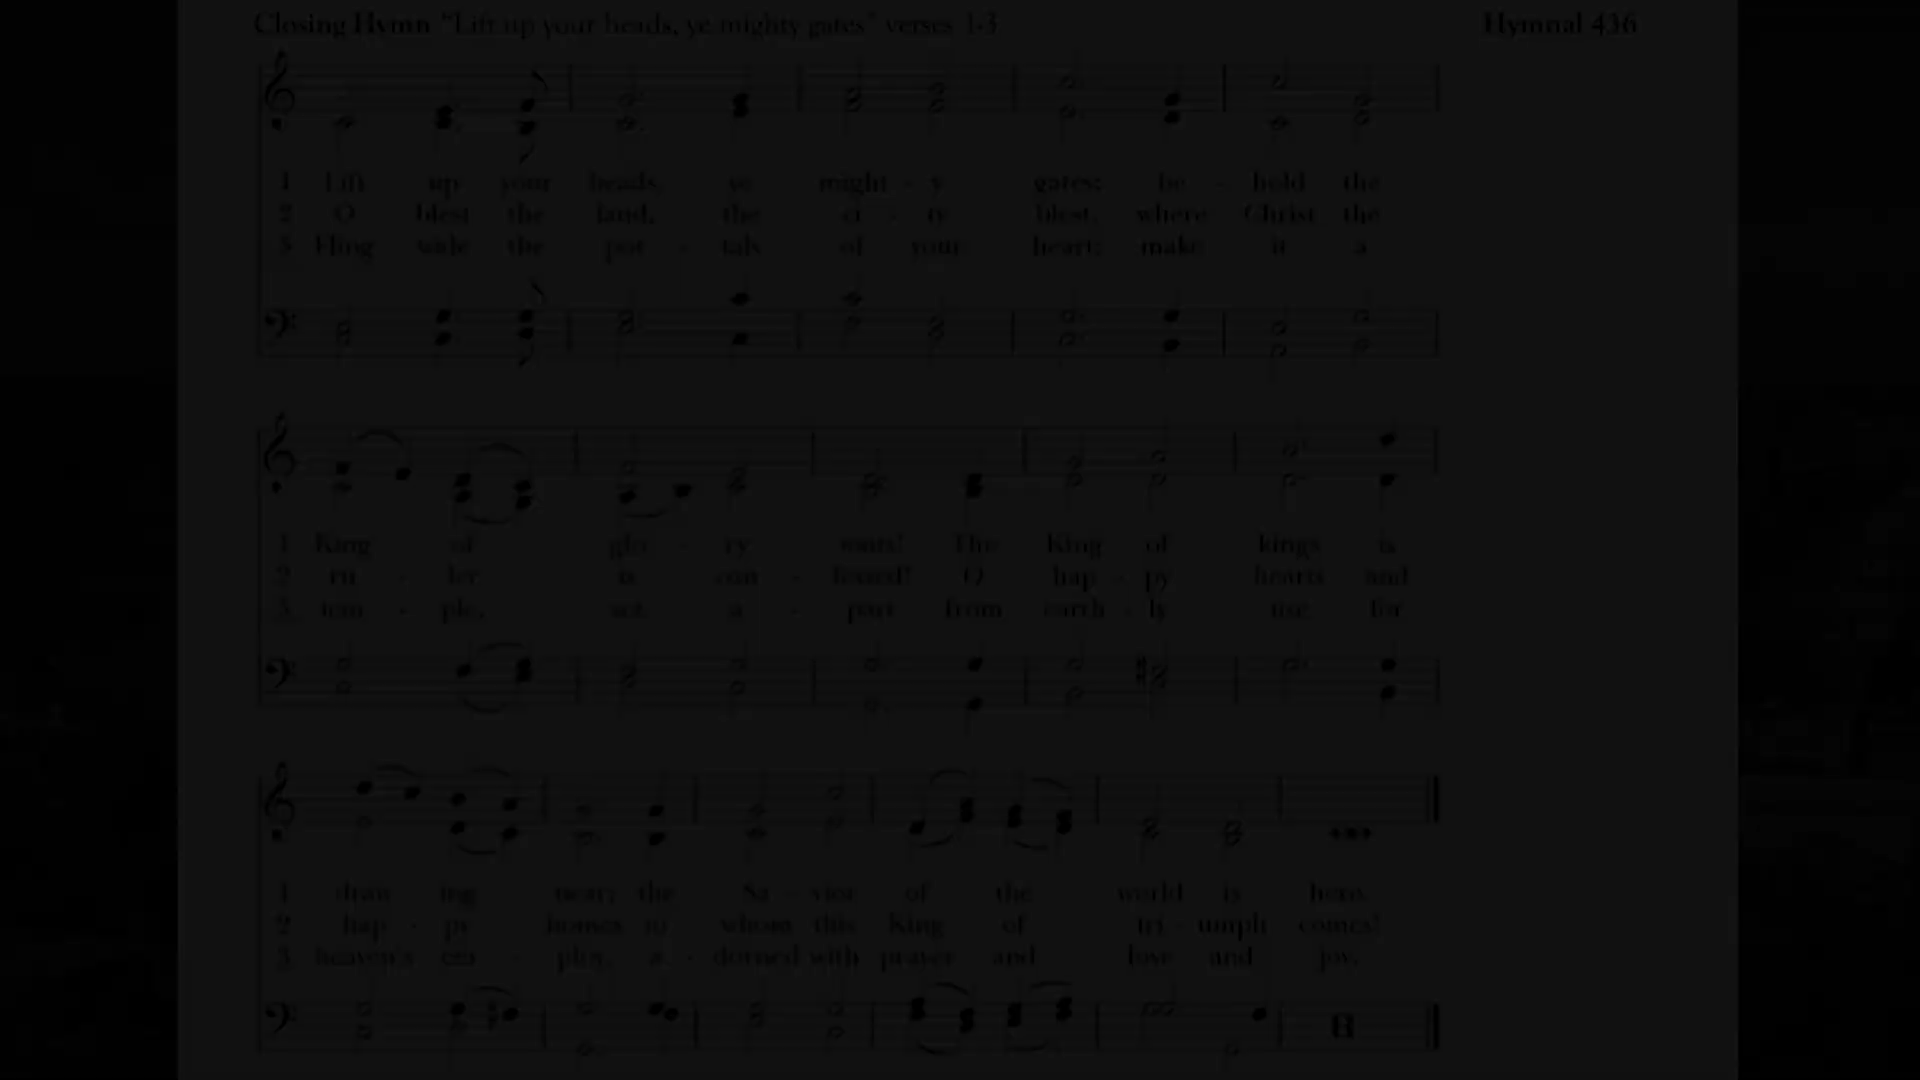 Closing Hymn “Lift up your heads, ye mighty gates” verses 1-3 Hymnal 436
1 Lift up your heads, ye might - y gates; be - hold the
2 O blest the land, the ci - ty blest, where Christ the
3 Fling wide the por - tals of your heart; make it a
1 King of glo - ry waits! The King of kings is
2 ru - ler is con - fessed! O hap - py hearts and
3 tem - ple, set a - part from earth - ly use for
1 draw - ing near; the Sa - vior of the world is here.
2 hap - py homes to whom this King of tri - umph comes!
3 heaven's em - ploy, a - dorned with prayer and love and joy.